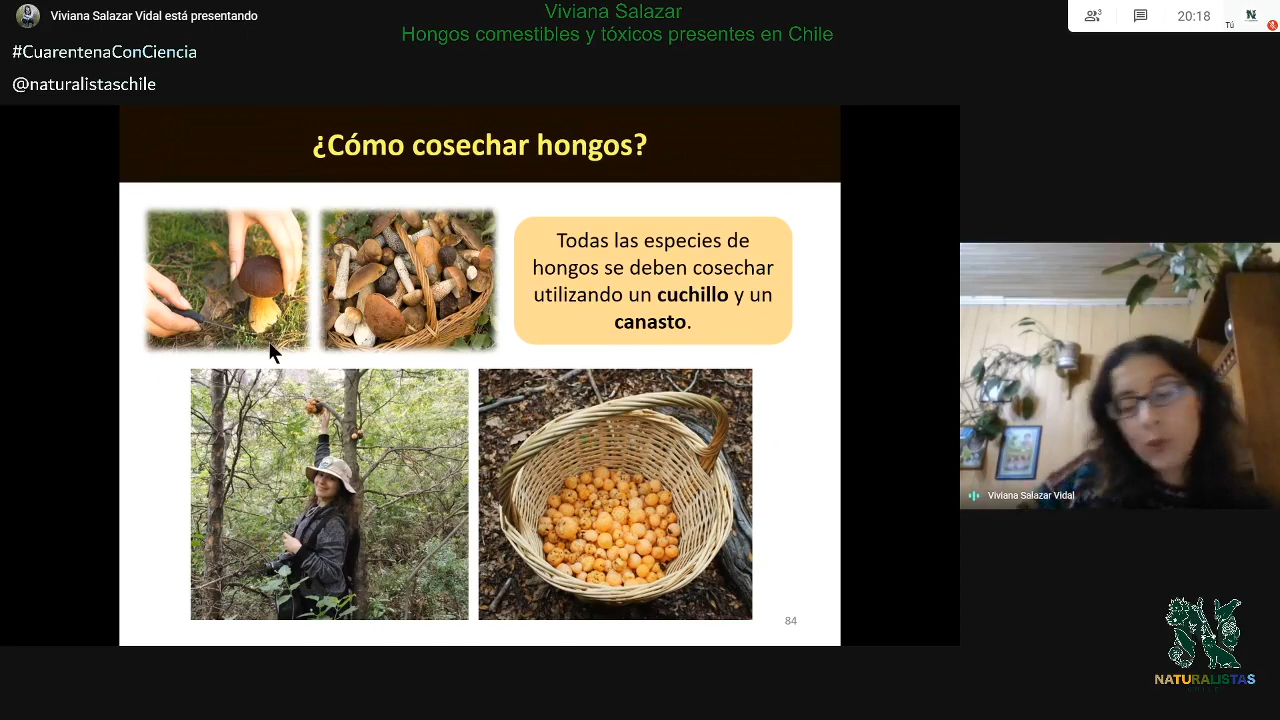 Viviana Salazar Vidal está presentando
Viviana Salazar
Hongos comestibles y tóxicos presentes en Chile
3
20:18
Tú
#CuarentenaConCiencia
@naturalistaschile
¿Cómo cosechar hongos?
Todas las especies de
hongos se deben cosechar
utilizando un cuchillo y un
canasto.
84
Viviana Salazar Vidal
NATURALISTAS
CHILE